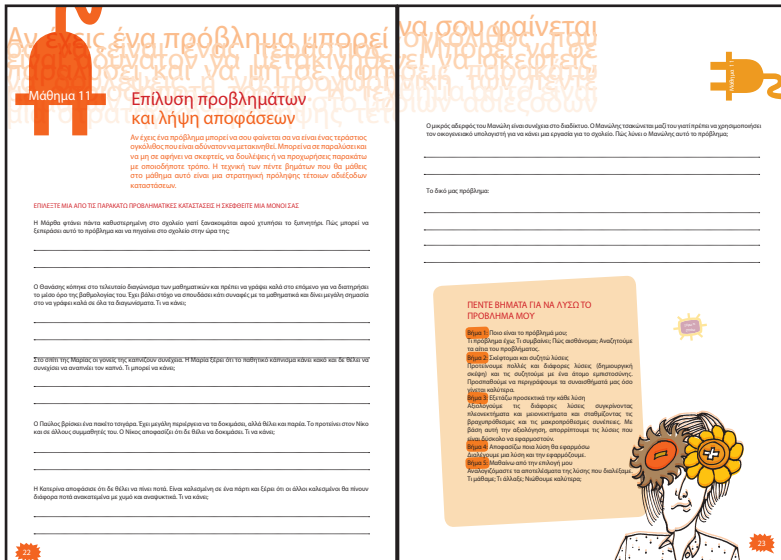 Αν έχεις ένα πρόβλημα μπορεί
Μάθημα 11
Επίλυση προβλημάτων
και λήψη αποφάσεων
Αν έχεις ένα πρόβλημα μπορεί να σου φαίνεται σα να είναι ένας τεράστιος
ογκόλιθος που είναι αδύνατον να μετακινηθεί. Μπορεί να σε παραλύσει και
να μη σε αφήνει να σκεφτείς, να δουλέψεις ή να προχωρήσεις παρακάτω
με οποιοδήποτε τρόπο. Η τεχνική των πέντε βημάτων που θα μάθεις
στο μάθημα αυτό είναι μια στρατηγική πρόληψης τέτοιων αδιέξοδων
καταστάσεων.
ΕΠΙΛΕΞΤΕ ΜΙΑ ΑΠΟ ΤΙΣ ΠΑΡΑΚΑΤΩ ΠΡΟΒΛΗΜΑΤΙΚΕΣ ΚΑΤΑΣΤΑΣΕΙΣ Η ΣΚΕΦΘΕΙΤΕ ΜΙΑ ΜΟΝΟΙ ΣΑΣ
Η Μάρθα φτάνει πάντα καθυστερημένη στο σχολείο γιατί ξανακοιμάται αφού χτυπήσει το ξυπνητήρι. Πώς μπορεί να
ξεπεράσει αυτό το πρόβλημα και να πηγαίνει στο σχολείο στην ώρα της;
Ο Θανάσης κόπηκε στο τελευταίο διαγώνισμα των μαθηματικών και πρέπει να γράψει καλά στο επόμενο για να διατηρήσει
το μέσο όρο της βαθμολογίας του. Έχει βάλει στόχο να σπουδάσει κάτι συναφές με τα μαθηματικά και δίνει μεγάλη σημασία
στο να γράφει καλά σε όλα τα διαγωνίσματα. Τι να κάνει;
Στο σπίτι της Μαρίας οι γονείς της καπνίζουν συνέχεια. Η Μαρία ξέρει ότι το παθητικό κάπνισμα κάνει κακό και δε θέλει να
συνεχίσει να αναπνέει τον καπνό. Τι μπορεί να κάνει;
Ο Παύλος βρίσκει ένα πακέτο τσιγάρα. Έχει μεγάλη περιέργεια να τα δοκιμάσει, αλλά θέλει και παρέα. Το προτείνει στον Νίκο
και σε άλλους συμμαθητές του. Ο Νίκος αποφασίζει ότι δε θέλει να δοκιμάσει. Τι να κάνει;
Η Κατερίνα αποφάσισε ότι δε θέλει να πίνει ποτά. Είναι καλεσμένη σε ένα πάρτι και ξέρει ότι οι άλλοι καλεσμένοι θα πίνουν
διάφορα ποτά ανακατεμένα με χυμό και αναψυκτικά. Τι να κάνει;
22
να σου φαίνεται
Μάθημα 11
Ο μικρός αδερφός του Μανώλη είναι συνέχεια στο διαδίκτυο. Ο Μανώλης τσακώνεται μαζί του γιατί πρέπει να χρησιμοποιήσει
τον οικογενειακό υπολογιστή για να κάνει μια εργασία για το σχολείο. Πώς λύνει ο Μανώλης αυτό το πρόβλημα;
Το δικό μας πρόβλημα:
ΠΕΝΤΕ ΒΗΜΑΤΑ ΓΙΑ ΝΑ ΛΥΣΩ ΤΟ
ΠΡΟΒΛΗΜΑ ΜΟΥ
Βήμα 1: Ποιο είναι το πρόβλημά μου;
Τι πρόβλημα έχω; Τι συμβαίνει; Πώς αισθάνομαι; Αναζητούμε
τα αίτια του προβλήματος.
Βήμα 2: Σκέφτομαι και συζητώ λύσεις
Προτείνουμε πολλές και διάφορες λύσεις (δημιουργική
σκέψη) και τις συζητούμε με ένα άτομο εμπιστοσύνης.
Προσπαθούμε να περιγράψουμε τα συναισθήματά μας όσο
γίνεται καλύτερα.
Βήμα 3: Εξετάζω προσεκτικά την κάθε λύση
Αξιολογούμε τις διάφορες λύσεις συγκρίνοντας
πλεονεκτήματα και μειονεκτήματα και σταθμίζοντας τις
βραχυπρόθεσμες και τις μακροπρόθεσμες συνέπειες. Με
βάση αυτή την αξιολόγηση, απορρίπτουμε τις λύσεις που
είναι δύσκολο να εφαρμοστούν.
Βήμα 4: Αποφασίζω ποια λύση θα εφαρμόσω
Διαλέγουμε μια λύση και την εφαρμόζουμε.
Βήμα 5: Μαθαίνω από την επιλογή μου
Αναλογιζόμαστε τα αποτελέσματα της λύσης που διαλέξαμε.
Τι μάθαμε; Τι άλλαξε; Νιώθουμε καλύτερα;
23